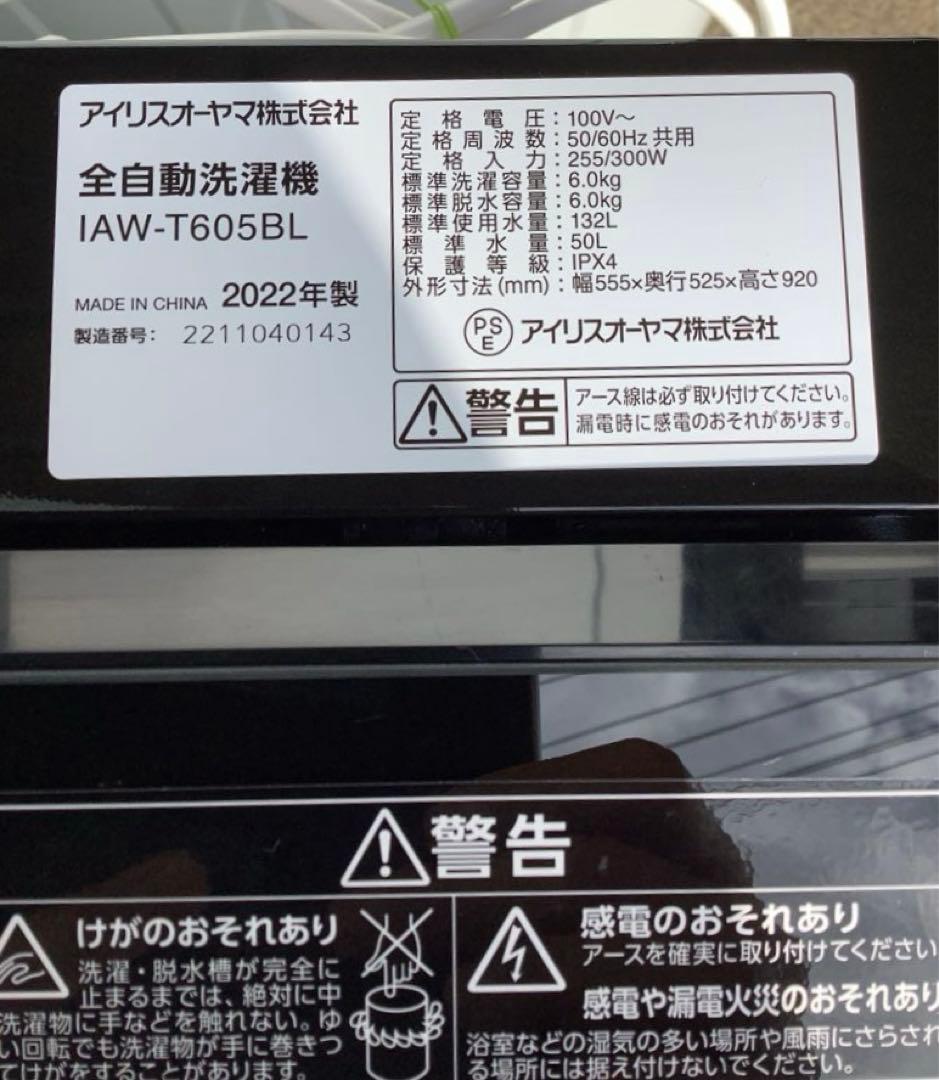 アイリスオーヤマ株式会社
全自動洗濯機
IAW-T605BL
MADE IN CHINA 2022年製
製造番号: 2211040143
定格電圧:100V～
定格周波数:50/60Hz 共用
定格入力:255/300W
標準洗濯容量:6.0kg
標準脱水容量:6.0kg
標準使用水量:132L
標準水量:50L
保護等級:IPX4
外形寸法(mm):幅555×奥行525×高さ920
PSE アイリスオーヤマ株式会社
警告
アース線は必ず取り付けてください。
漏電時に感電のおそれがあります。
警告
けがのおそれあり
洗濯・脱水槽が完全に
止まるまでは、絶対に中
洗濯物に手などを触れない。ゆ
い回転でも洗濯物が手に巻きつ
てけがをすることがあります。
感電のおそれあり
アースを確実に取り付けてください
感電や漏電火災のおそれあり
浴室などの湿気の多い場所や風雨にさらされ
る場所には据え付けないでください。